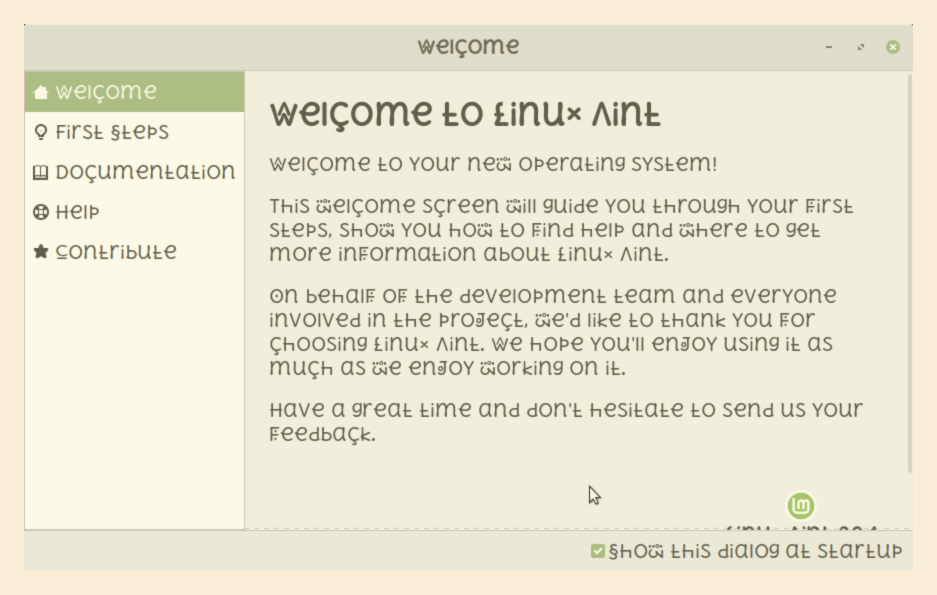 Welcome
Welcome
First Steps
Documentation
Help
Contribute
Welcome to Linux Mint
Welcome to your new operating system!
This welcome screen will guide you through your first
steps, show you how to find help and where to get
more information about Linux Mint.
On behalf of the development team and everyone
involved in the project, we'd like to thank you for
choosing Linux Mint. We hope you'll enjoy using it as
much as we enjoy working on it.
Have a great time and don't hesitate to send us your
feedback.
Show this dialog at startup